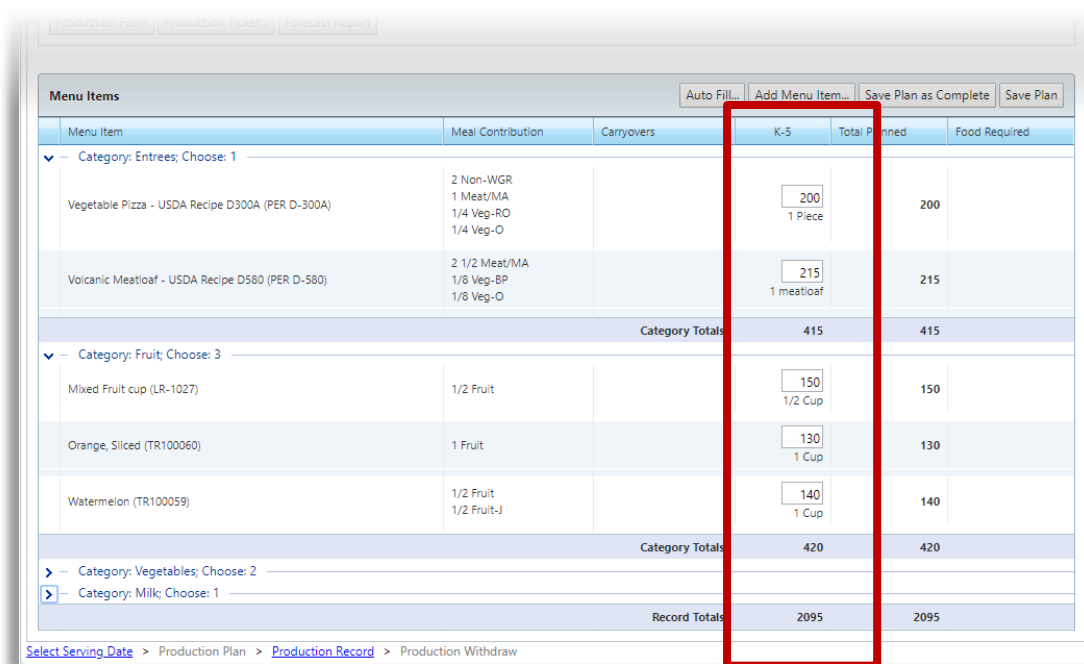 Production Form Production Ticket... Forecast Report
Menu Items Auto Fill... Add Menu Item... Save Plan as Complete Save Plan
Menu Item Meal Contribution Carryovers K-5 Total Planned Food Required
Category: Entrees; Choose: 1
Vegetable Pizza - USDA Recipe D300A (PER D-300A)
2 Non-WGR
1 Meat/MA
1/4 Veg-RO
1/4 Veg-O
200
1 Piece
200
Volcanic Meatloaf - USDA Recipe D580 (PER D-580)
2 1/2 Meat/MA
1/8 Veg-BP
1/8 Veg-O
215
1 meatloaf
215
Category Totals 415 415
Category: Fruit; Choose: 3
Mixed Fruit cup (LR-1027) 1/2 Fruit
150
1/2 Cup
150
Orange, Sliced (TR100060) 1 Fruit
130
1 Cup
130
Watermelon (TR100059)
1/2 Fruit
1/2 Fruit-J
140
1 Cup
140
Category Totals 420 420
Category: Vegetables; Choose: 2
Category: Milk; Choose: 1
Record Totals 2095 2095
Select Serving Date > Production Plan > Production Record > Production Withdraw